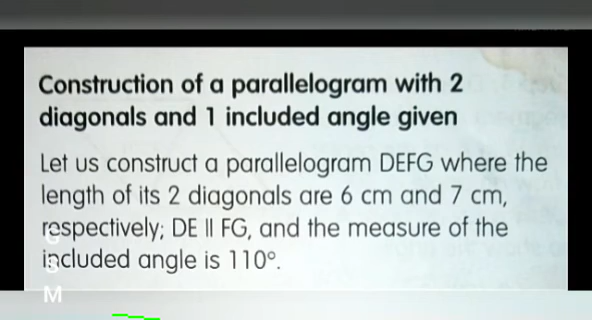 Construction of a parallelogram with 2
diagonals and 1 included angle given
Let us construct a parallelogram DEFG where the
length of its 2 diagonals are 6 cm and 7 cm,
respectively; DE || FG, and the measure of the
included angle is 110°.
M